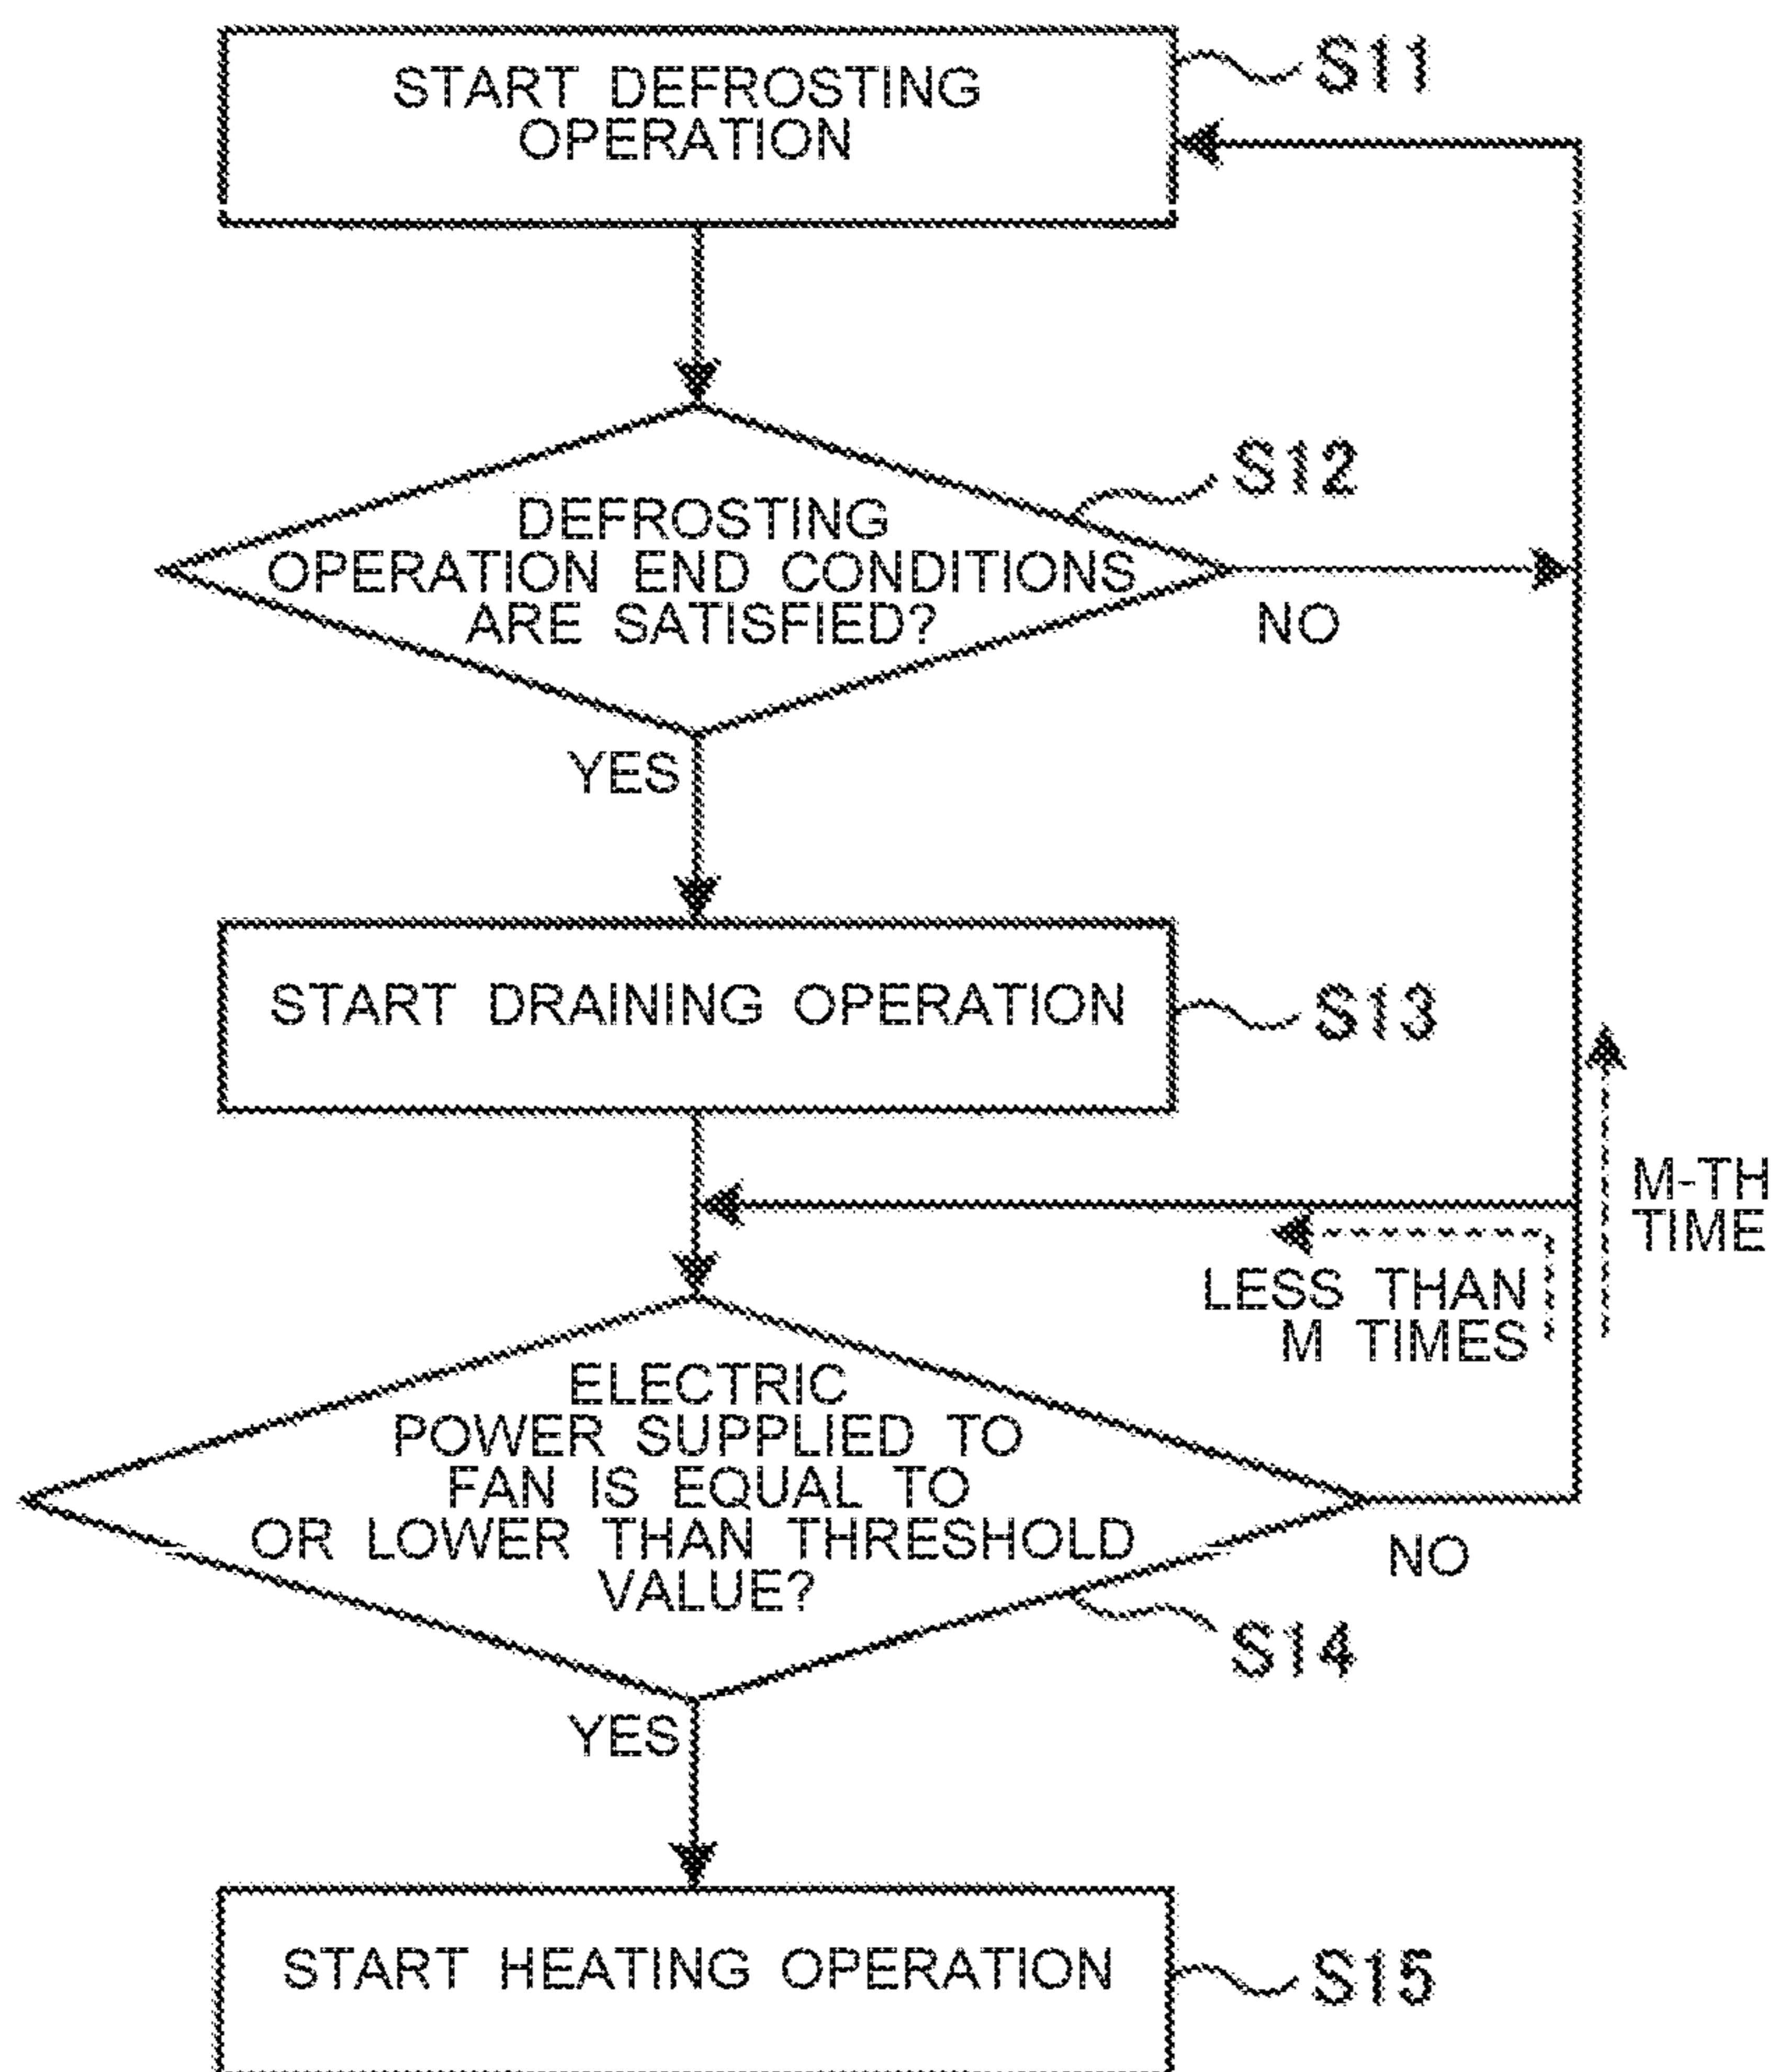 START DEFROSTING
OPERATION
S11
S12
DEFROSTING
OPERATION END CONDITIONS
ARE SATISFIED?
NO
YES
START DRAINING OPERATION
S13
M-TH
TIME
LESS THAN
M TIMES
ELECTRIC
POWER SUPPLIED TO
FAN IS EQUAL TO
OR LOWER THAN THRESHOLD
VALUE?
NO
S14
YES
START HEATING OPERATION
S15